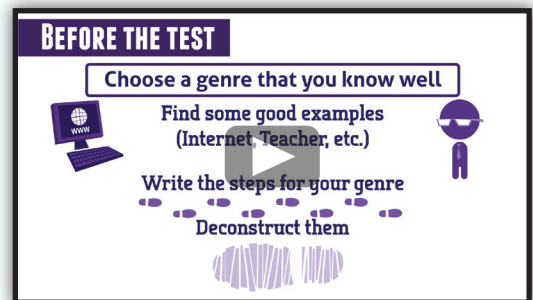 BEFORE THE TEST
Choose a genre that you know well
Find some good examples
(Internet, Teacher, etc.)
WWW
Write the steps for your genre
Deconstruct them